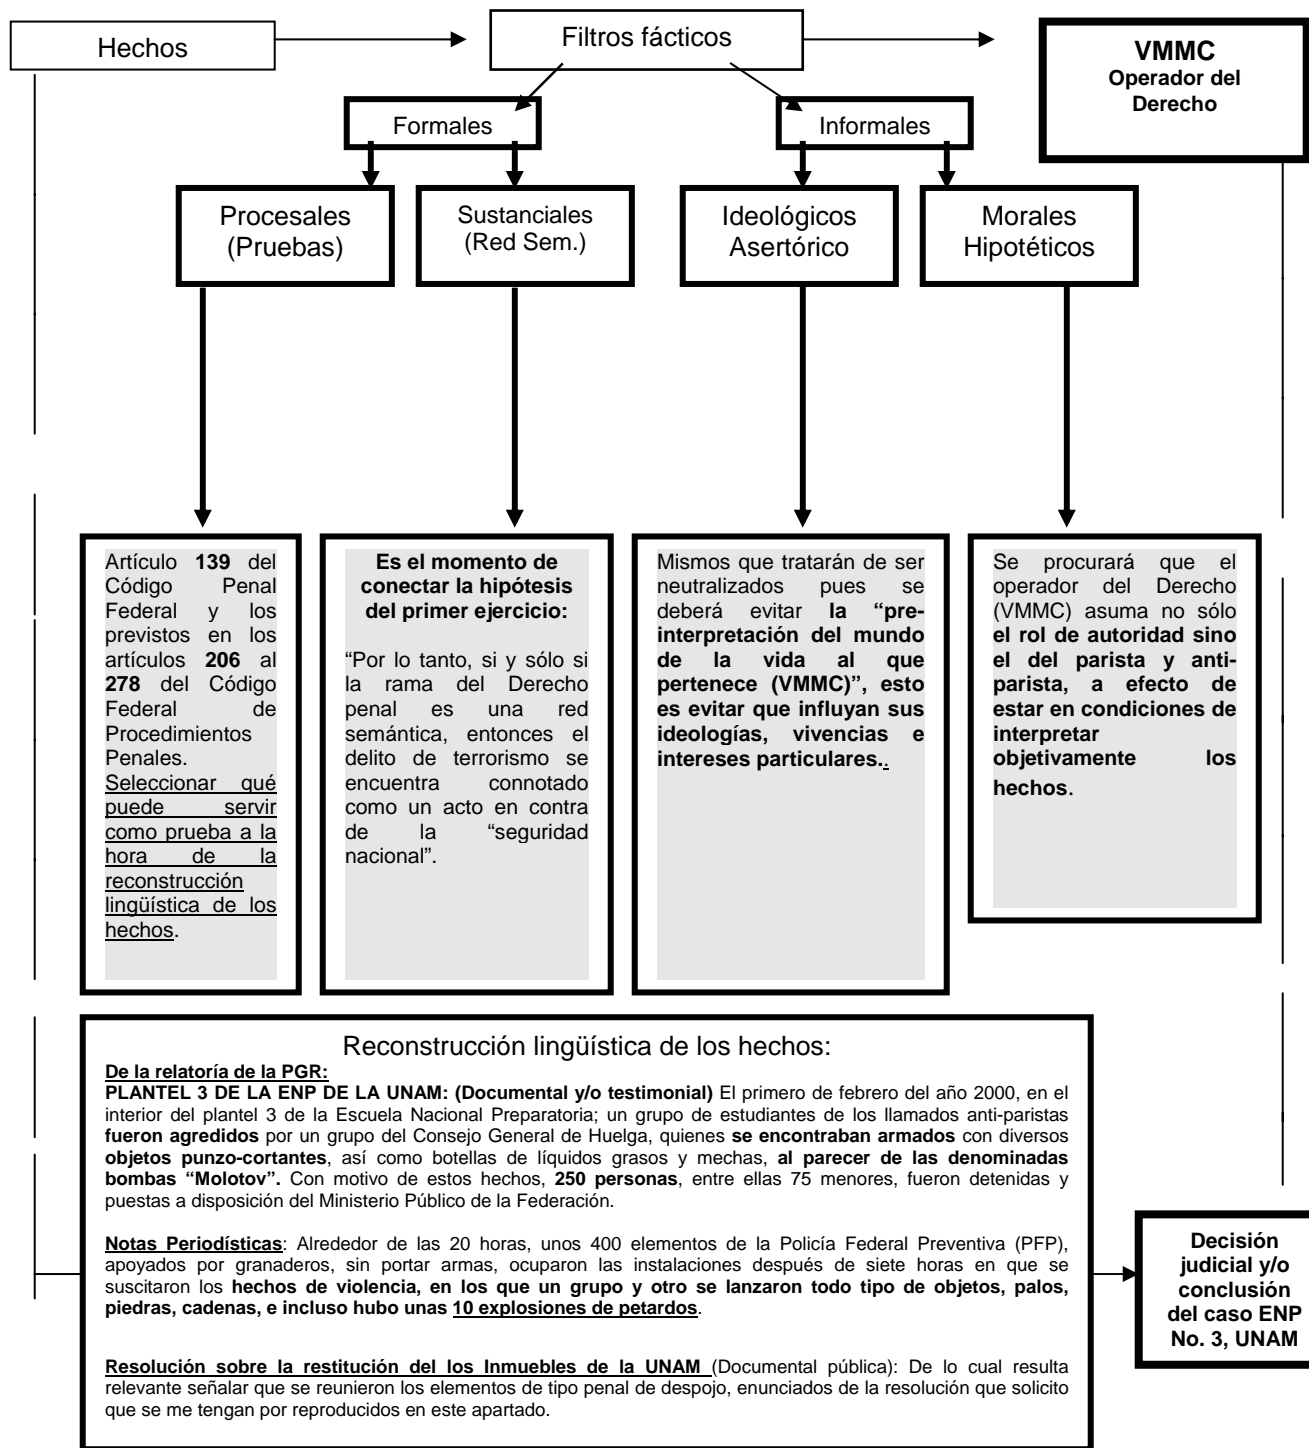 Hechos
Filtros fácticos
VMMC
Operador del
Derecho
Formales
Informales
Procesales
(Pruebas)
Sustanciales
(Red Sem.)
Ideológicos
Asertórico
Morales
Hipotéticos
Artículo 139 del
Código Penal
Federal y los
previstos en los
artículos 206 al
278 del Código
Federal de
Procedimientos
Penales.
Seleccionar qué
puede servir
como prueba a la
hora de la
reconstrucción
lingüística de los
hechos.
Es el momento de
conectar la hipótesis
del primer ejercicio:
“Por lo tanto, si y sólo si
la rama del Derecho
penal es una red
semántica, entonces el
delito de terrorismo se
encuentra connotado
como un acto en contra
de la “seguridad
nacional”.
Mismos que tratarán de ser
neutralizados pues se
deberá evitar la “pre-
interpretación del mundo
de la vida al que
pertenece (VMMC)”, esto
es evitar que influyan sus
ideologías, vivencias e
intereses particulares..
Se procurará que el
operador del Derecho
(VMMC) asuma no sólo
el rol de autoridad sino
el del parista y anti-
parista, a efecto de
estar en condiciones de
interpretar
objetivamente los
hechos.
Reconstrucción lingüística de los hechos:
De la relatoría de la PGR:
PLANTEL 3 DE LA ENP DE LA UNAM: (Documental y/o testimonial) El primero de febrero del año 2000, en el
interior del plantel 3 de la Escuela Nacional Preparatoria; un grupo de estudiantes de los llamados anti-paristas
fueron agredidos por un grupo del Consejo General de Huelga, quienes se encontraban armados con diversos
objetos punzo-cortantes, así como botellas de líquidos grasos y mechas, al parecer de las denominadas
bombas “Molotov”. Con motivo de estos hechos, 250 personas, entre ellas 75 menores, fueron detenidas y
puestas a disposición del Ministerio Público de la Federación.
Notas Periodísticas: Alrededor de las 20 horas, unos 400 elementos de la Policía Federal Preventiva (PFP),
apoyados por granaderos, sin portar armas, ocuparon las instalaciones después de siete horas en que se
suscitaron los hechos de violencia, en los que un grupo y otro se lanzaron todo tipo de objetos, palos,
piedras, cadenas, e incluso hubo unas 10 explosiones de petardos.
Resolución sobre la restitución del los Inmuebles de la UNAM (Documental pública): De lo cual resulta
relevante señalar que se reunieron los elementos de tipo penal de despojo, enunciados de la resolución que solicito
que se me tengan por reproducidos en este apartado.
Decisión
judicial y/o
conclusión
del caso ENP
No. 3, UNAM